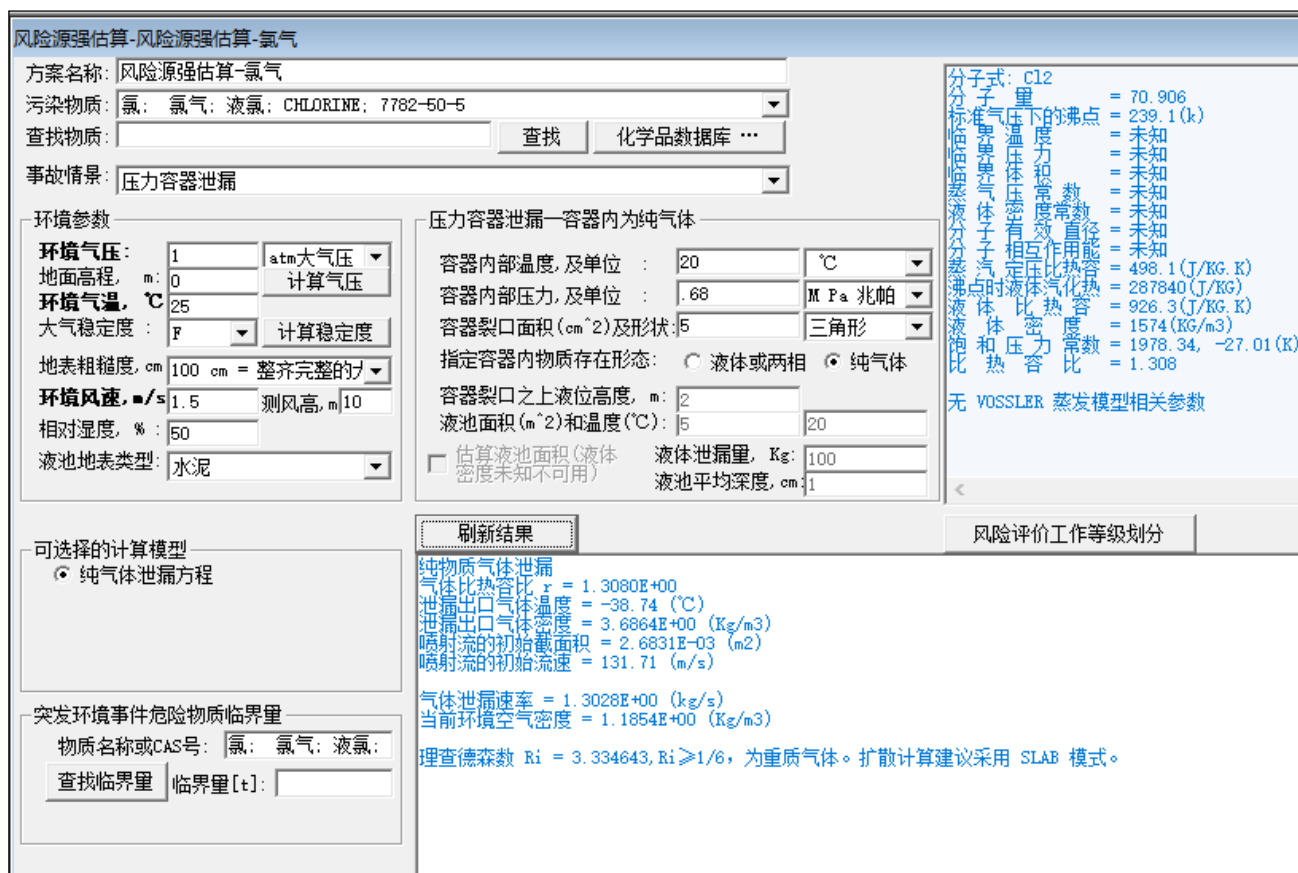 风险源强估算-风险源强估算-氯气
方案名称: 风险源强估算-氯气
污染物质: 氯; 氯气; 液氯; CHLORINE; 7782-50-5
查找物质: 查找 化学品数据库 …
事故情景: 压力容器泄漏
环境参数
环境气压: 1 atm大气压
地面高程, m: 0 计算气压
环境气温, ℃ 25
大气稳定度 : F 计算稳定度
地表粗糙度, cm 100 cm = 整齐完整的
环境风速, m/s 1.5 测风高, m 10
相对湿度, % : 50
液池地表类型: 水泥
压力容器泄漏—容器内为纯气体
容器内部温度, 及单位 : 20 ℃
容器内部压力, 及单位 : .68 M Pa 兆帕
容器裂口面积(cm^2)及形状: 5 三角形
指定容器内物质存在形态: 液体或两相 纯气体
容器裂口之上液位高度, m: 2
液池面积(m^2)和温度(℃): 5 20
估算液池面积(液体
密度未知不可用)
液体泄漏量, Kg: 100
液池平均深度, cm: 1
分子式: Cl2
分 子 量 = 70.906
标准气压下的沸点 = 239.1(k)
临 界 温 度 = 未知
临 界 压 力 = 未知
临 界 体 积 = 未知
蒸 气 压 常 数 = 未知
液 体 密 度常数 = 未知
分 子 有 效 直径 = 未知
分 子 相互作用能 = 未知
蒸 汽 定压比热容 = 498.1(J/KG.K)
沸点时液体汽化热 = 287840(J/KG)
液 体 比 热 容 = 926.3(J/KG.K)
液 体 密 度 = 1574(KG/m3)
饱 和 压 力 常数 = 1978.34, -27.01(K)
比 热 容 比 = 1.308
无 VOSSLER 蒸发模型相关参数
刷新结果
风险评价工作等级划分
可选择的计算模型
纯气体泄漏方程
突发环境事件危险物质临界量
物质名称或CAS号: 氯; 氯气; 液氯;
查找临界量 临界量[t]:
纯物质气体泄漏
气体比热容比 r = 1.3080E+00
泄漏出口气体温度 = -38.74 (℃)
泄漏出口气体密度 = 3.6864E+00 (Kg/m3)
喷射流的初始截面积 = 2.6831E-03 (m2)
喷射流的初始流速 = 131.71 (m/s)
气体泄漏速率 = 1.3028E+00 (kg/s)
当前环境空气密度 = 1.1854E+00 (Kg/m3)
理查德森数 Ri = 3.334643, Ri≥1/6, 为重质气体。扩散计算建议采用 SLAB 模式。